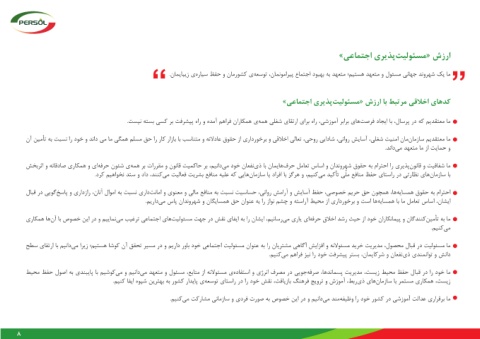 PERSOL
ارزش «مسئولیت‌پذیری اجتماعی»
ما یک شهروند جهانی مسئول و متعهد هستیم؛ متعهد به بهبود اجتماع پیرامونمان، توسعه‌ی کشورمان و حفظ سیاره‌ی زیبایمان.
کدهای اخلاقی مرتبط با ارزش «مسئولیت‌پذیری اجتماعی»
ما معتقدیم که در پرسال، با ایجاد فرصت‌های برابر آموزشی، راه برای ارتقای شغلی همه‌ی همکاران فراهم آمده و راه پیشرفت بر کسی بسته نیست.
ما معتقدیم سازمان‌مان امنیت شغلی، آسایش روانی، شادابی روحی، تعالی اخلاقی و برخورداری از حقوق عادلانه و متناسب با بازار کار را حق مسلم همگی ما می داند و خود را نسبت به تأمین آن
و حمایت از ما متعهد می‌داند.
ما شفافیت و قانون‌پذیری را احترام به حقوق شهروندان و اساس تعامل حرفه‌ایمان با ذی‌نفعان خود می‌دانیم، بر حاکمیت قانون و مقررات بر همه‌ی شئون حرفه‌ای و همکاری صادقانه و اثربخش
با سازمان‌های نظارتی در راستای حفظ منافع ملی تأکید می‌کنیم، و هرگز با افراد یا سازمان‌هایی که علیه منافع بشریت فعالیت می‌کنند، داد و ستد نخواهیم کرد.
احترام به حقوق همسایه‌ها، همچون حق حریم خصوصی، حفظ آسایش و آرامش روانی، حساسیت نسبت به منافع مالی و معنوی و امانت‌داری نسبت به اموال آنان، رازداری و پاسخ‌گویی در قبال
ایشان، اساس تعامل ما با همسایه‌ها است و برخورداری از محیط آراسته و چشم نواز را به عنوان حق همسایگان و شهروندان پاس می‌داریم.
ما به تأمین‌کنندگان و پیمانکاران خود از حیث رشد اخلاق حرفه‌ای یاری می‌رسانیم، ایشان را به ایفای نقش در جهت مسئولیت‌های اجتماعی ترغیب می‌نماییم و در این خصوص با آن‌ها همکاری
می‌کنیم.
ما مسئولیت در قبال محصول، مدیریت خرید مسئولانه و افزایش آگاهی مشتریان را به عنوان مسئولیت اجتماعی خود باور داریم و در مسیر تحقق آن کوشا هستیم؛ زیرا می‌دانیم با ارتقای سطح
دانش و توانمندی ذی‌نفعان و شرکایمان، بستر پیشرفت خود را نیز فراهم می‌کنیم.
ما خود را در قبال حفظ محیط زیست، مدیریت پسماندها، صرفه‌جویی در مصرف انرژی و استفاده‌ی مسئولانه از منابع، مسئول و متعهد می‌دانیم و می‌کوشیم با پایبندی به اصول حفظ محیط
زیست، همکاری مستمر با سازمان‌های ذی‌ربط، آموزش و ترویج فرهنگ بازیافت، نقش خود را در راستای توسعه‌ی پایدار کشور به بهترین شیوه ایفا کنیم.
ما برقراری عدالت آموزشی در کشور خود را وظیفه‌مند می‌دانیم و در این خصوص به صورت فردی و سازمانی مشارکت می‌کنیم.
۸